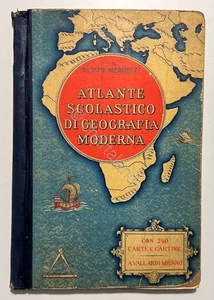 ATLANTE
SCOLASTICO
DI GEOGRAFIA
MODERNA
CON 240
CARTE E CARTINE
A. VALLARDI-MILANO